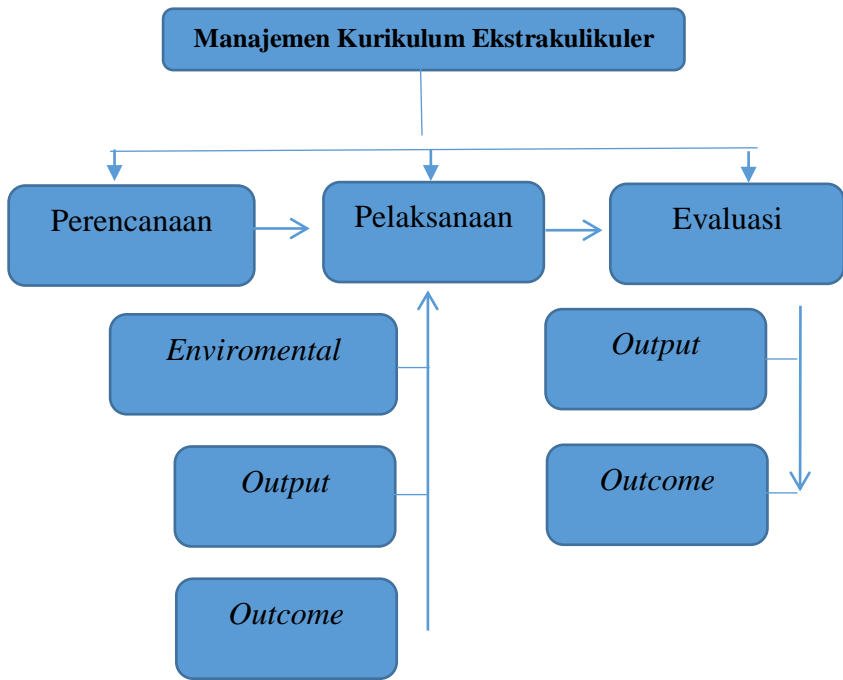 Manajemen Kurikulum Ekstrakulikuler
Perencanaan
Pelaksanaan
Evaluasi
Enviromental
Output
Outcome
Output
Outcome